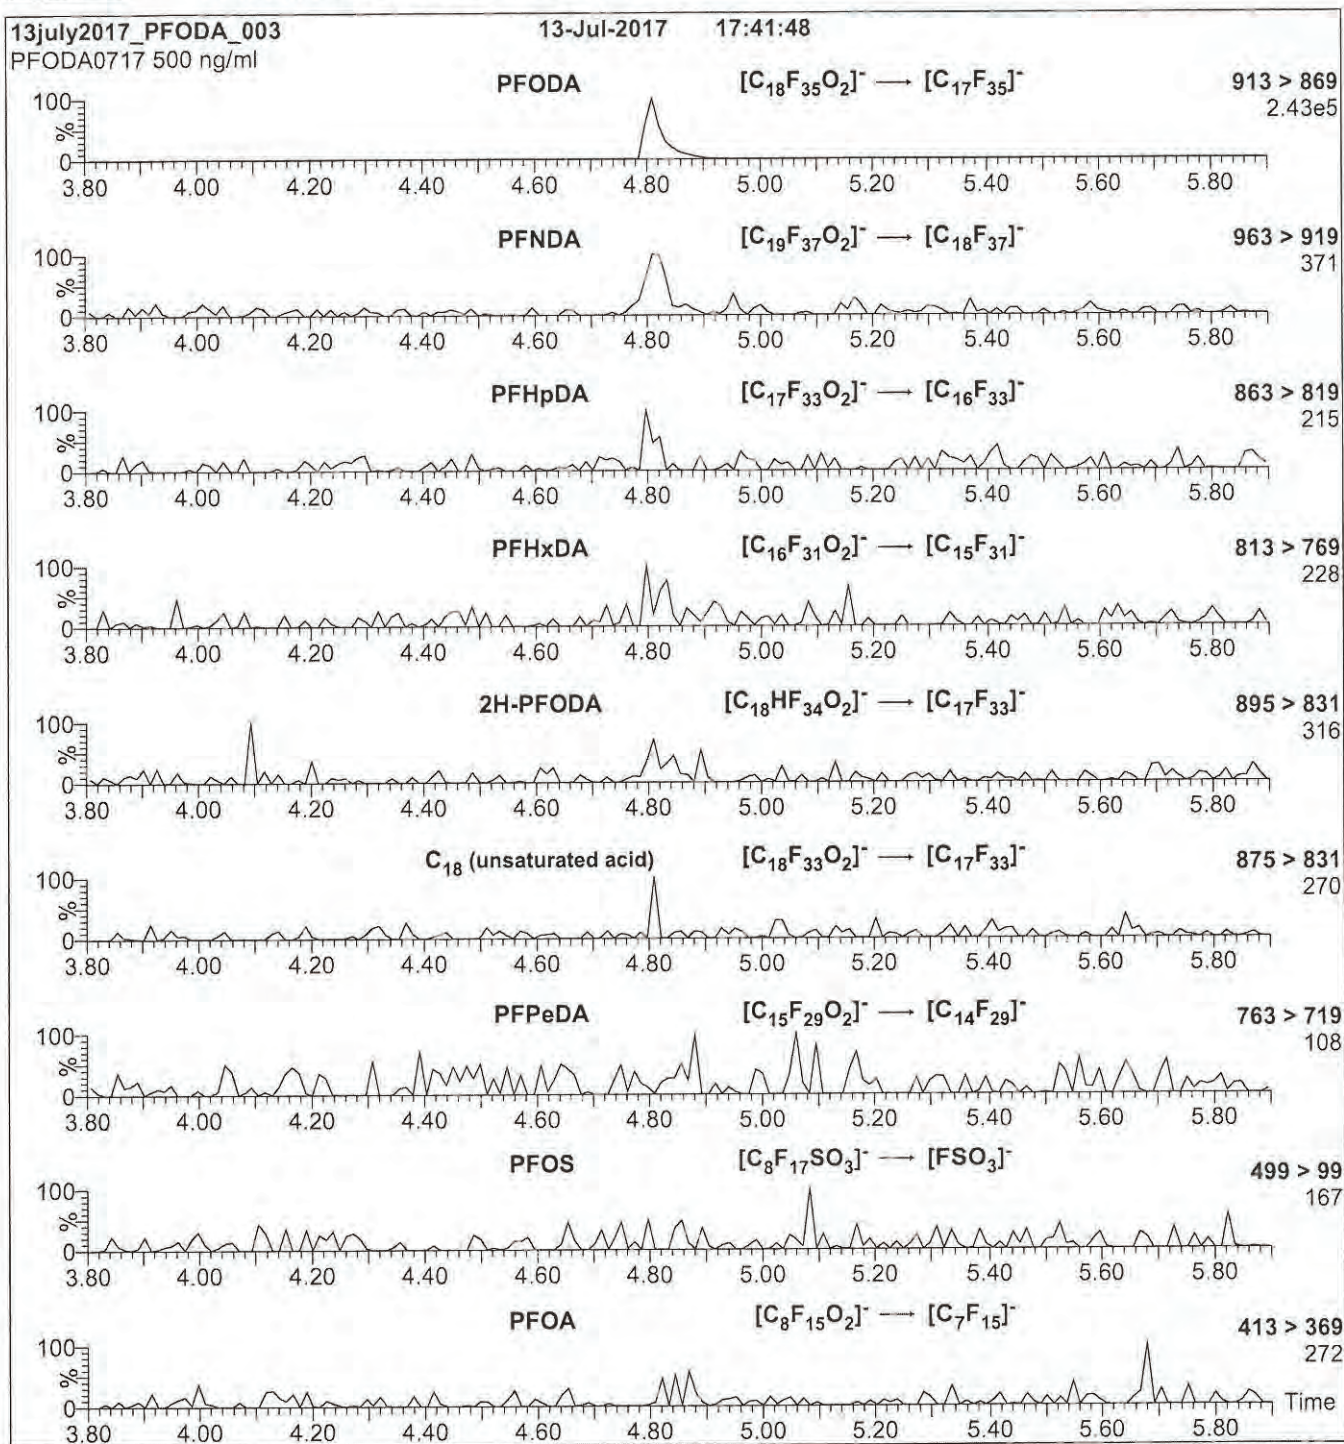 13july2017_PFODA_003 13-Jul-2017 17:41:48
PFODA0717 500 ng/ml
PFODA [C₁₈F₃₅O₂]⁻ → [C₁₇F₃₅]⁻ 913 > 869
2.43e5
100
%
0
3.80 4.00 4.20 4.40 4.60 4.80 5.00 5.20 5.40 5.60 5.80
PFNDA [C₁₉F₃₇O₂]⁻ → [C₁₈F₃₇]⁻ 963 > 919
371
100
%
0
3.80 4.00 4.20 4.40 4.60 4.80 5.00 5.20 5.40 5.60 5.80
PFHpDA [C₁₇F₃₃O₂]⁻ → [C₁₆F₃₃]⁻ 863 > 819
215
100
%
0
3.80 4.00 4.20 4.40 4.60 4.80 5.00 5.20 5.40 5.60 5.80
PFHxDA [C₁₆F₃₁O₂]⁻ → [C₁₅F₃₁]⁻ 813 > 769
228
100
%
0
3.80 4.00 4.20 4.40 4.60 4.80 5.00 5.20 5.40 5.60 5.80
2H-PFODA [C₁₈HF₃₄O₂]⁻ → [C₁₇F₃₃]⁻ 895 > 831
316
100
%
0
3.80 4.00 4.20 4.40 4.60 4.80 5.00 5.20 5.40 5.60 5.80
C₁₈ (unsaturated acid) [C₁₈F₃₃O₂]⁻ → [C₁₇F₃₃]⁻ 875 > 831
270
100
%
0
3.80 4.00 4.20 4.40 4.60 4.80 5.00 5.20 5.40 5.60 5.80
PFPeDA [C₁₅F₂₉O₂]⁻ → [C₁₄F₂₉]⁻ 763 > 719
108
100
%
0
3.80 4.00 4.20 4.40 4.60 4.80 5.00 5.20 5.40 5.60 5.80
PFOS [C₈F₁₇SO₃]⁻ → [FSO₃]⁻ 499 > 99
167
100
%
0
3.80 4.00 4.20 4.40 4.60 4.80 5.00 5.20 5.40 5.60 5.80
PFOA [C₈F₁₅O₂]⁻ → [C₇F₁₅]⁻ 413 > 369
272
100
%
0 Time
3.80 4.00 4.20 4.40 4.60 4.80 5.00 5.20 5.40 5.60 5.80